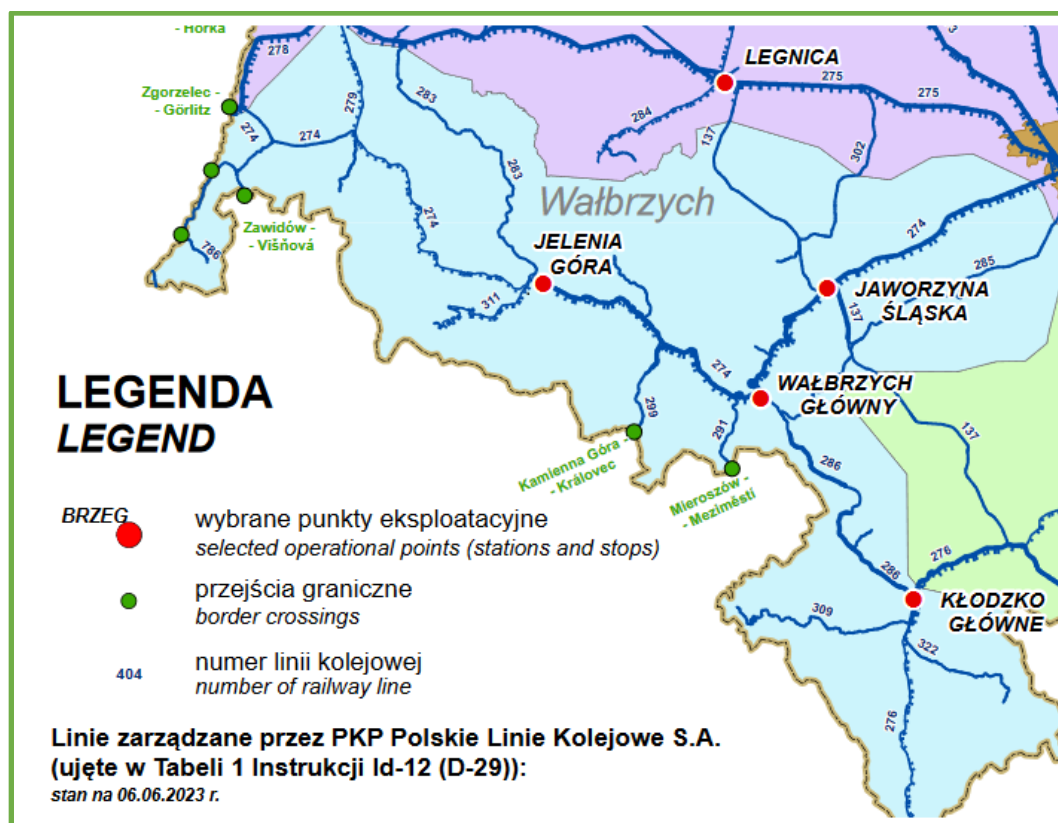 - Horka
278
Zgorzelec -
- Görlitz
274
274
279
283
283
LEGNICA
275
275
284
137
302
3
Wałbrzych
274
285
Zawidów -
- Višňová
786
274
JELENIA
GÓRA
311
JAWORZYNA
ŚLĄSKA
137
274
WAŁBRZYCH
GŁÓWNY
299
291
137
Kamienna Góra -
- Královec
Mieroszów -
- Meziměstí
286
276
286
KŁODZKO
GŁÓWNE
309
322
276
LEGENDA
LEGEND
BRZEG
wybrane punkty eksploatacyjne
selected operational points (stations and stops)
przejścia graniczne
border crossings
404
numer linii kolejowej
number of railway line
Linie zarządzane przez PKP Polskie Linie Kolejowe S.A.
(ujęte w Tabeli 1 Instrukcji Id-12 (D-29)):
stan na 06.06.2023 r.